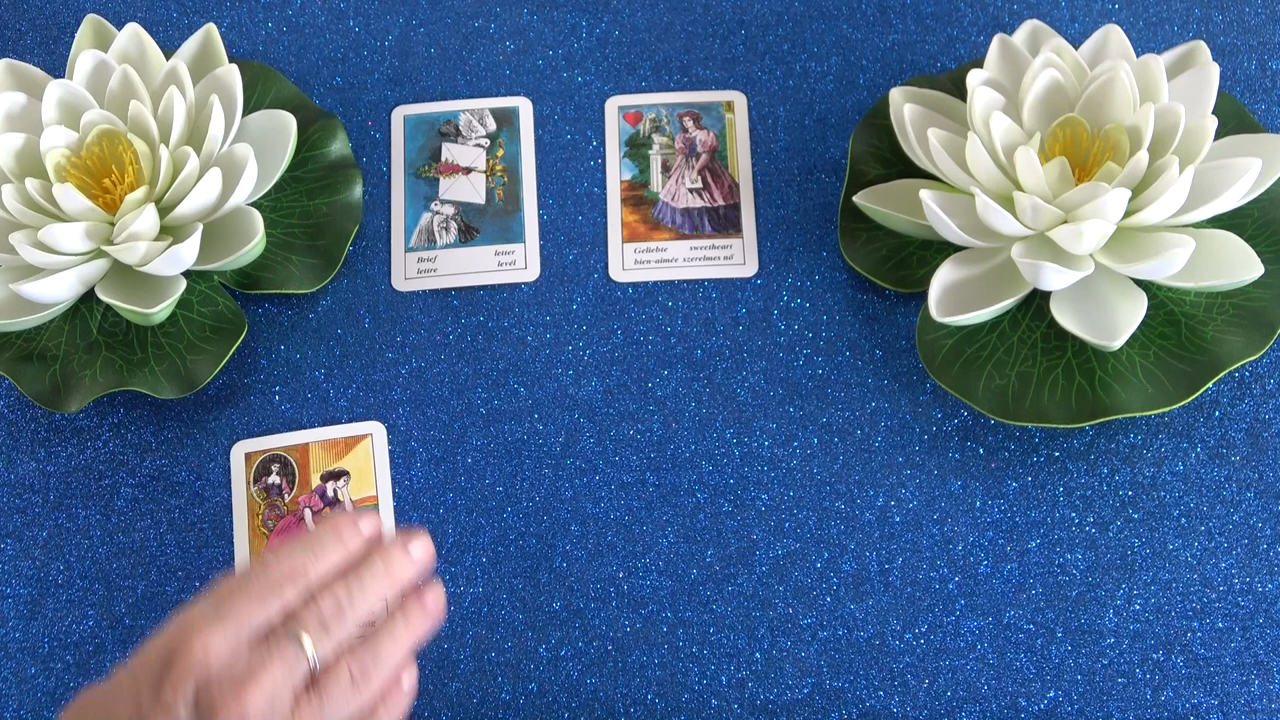 Brief letter
lettre levél
Geliebte sweetheart
bien-aimée szerelmes nő